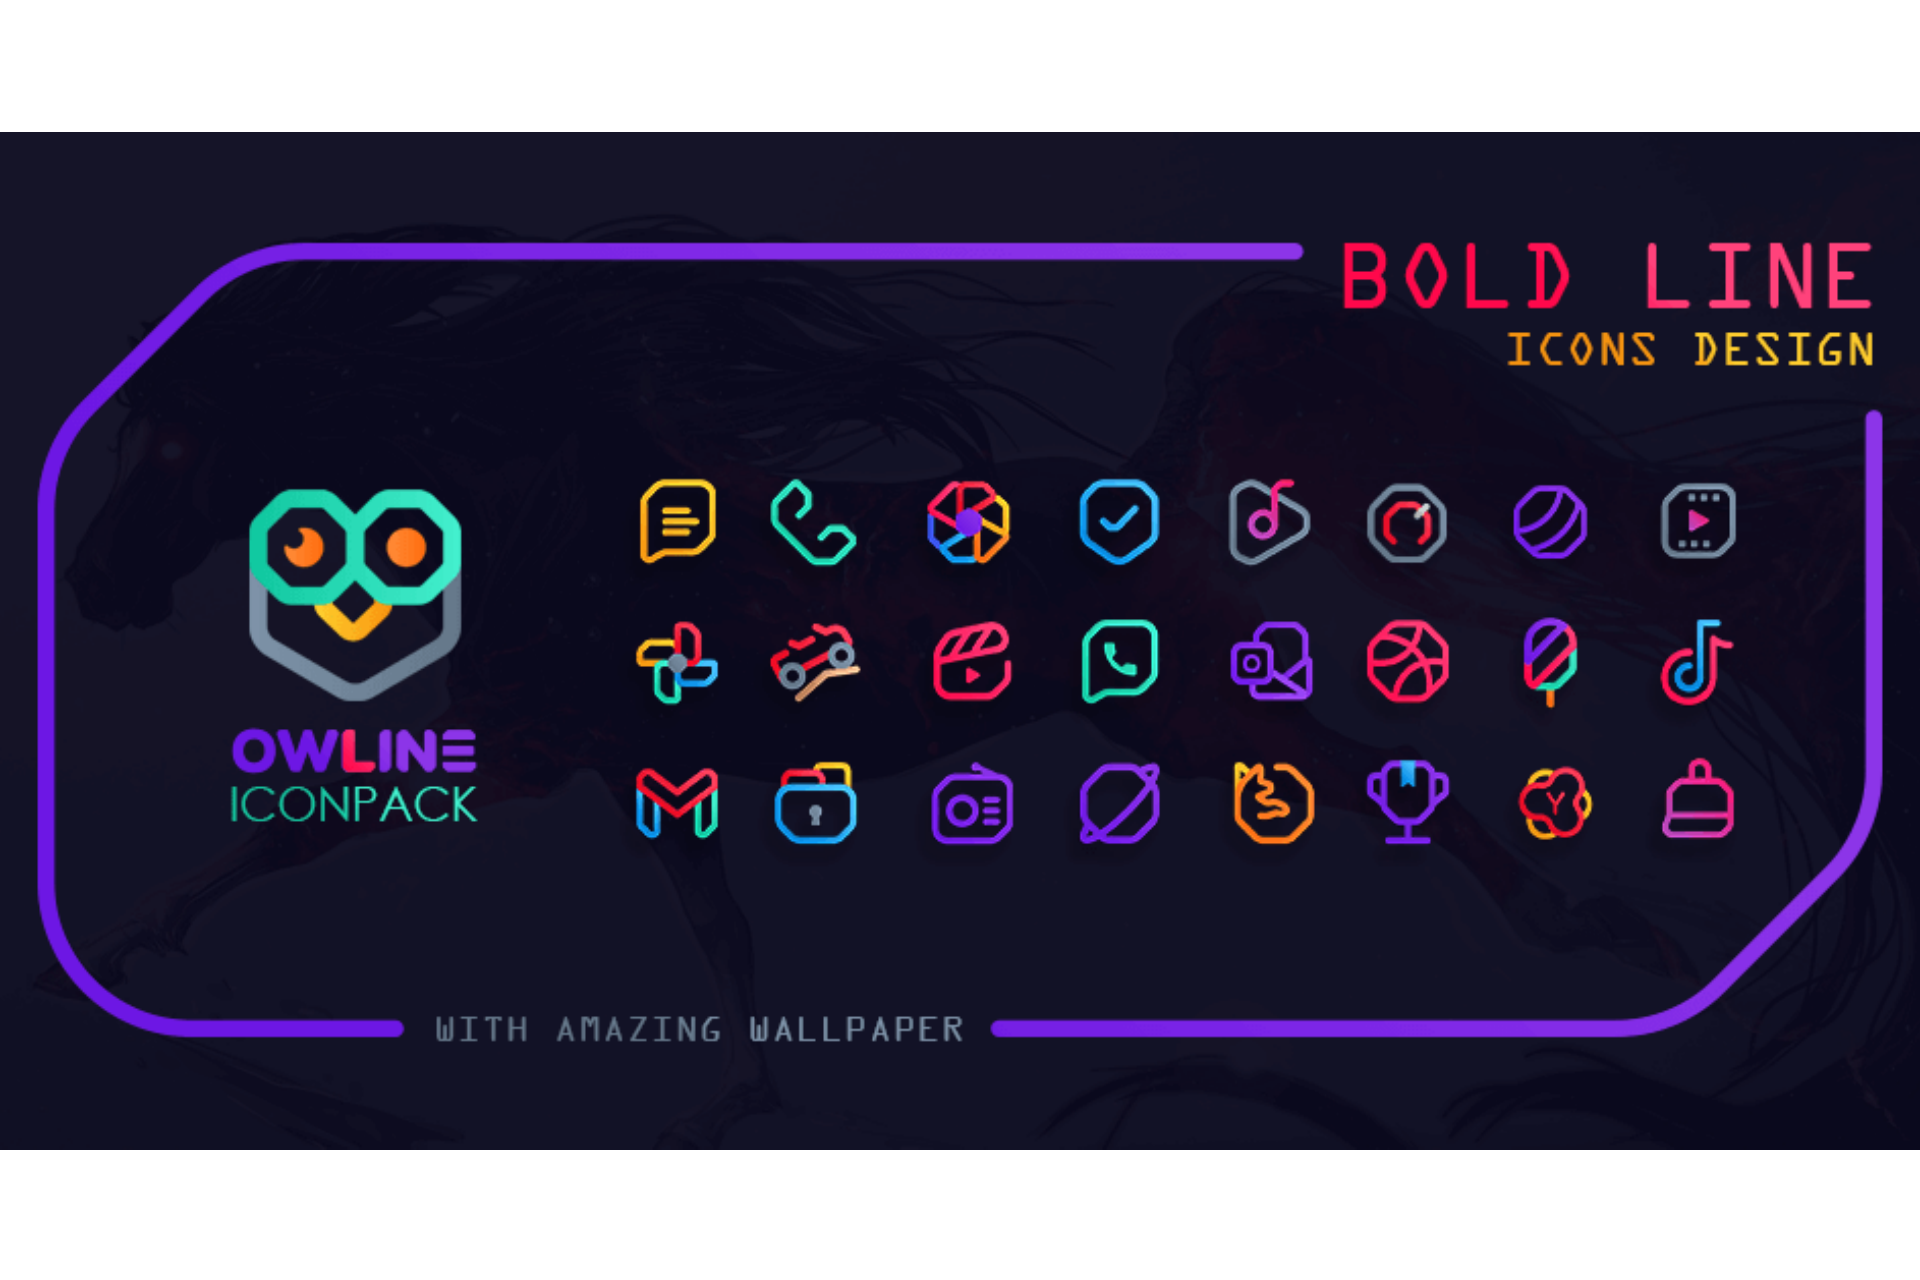 BOLD LINE
ICONS DESIGN
OWLINE
ICONPACK
Y
WITH AMAZING WALLPAPER